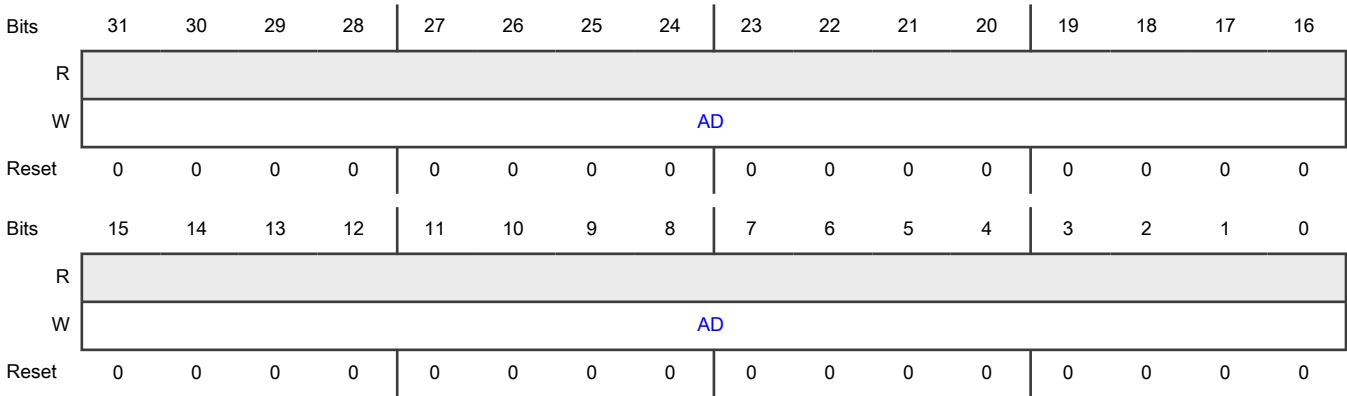 Bits 31 30 29 28 27 26 25 24 23 22 21 20 19 18 17 16
R
W AD
Reset 0 0 0 0 0 0 0 0 0 0 0 0 0 0 0 0
Bits 15 14 13 12 11 10 9 8 7 6 5 4 3 2 1 0
R
W AD
Reset 0 0 0 0 0 0 0 0 0 0 0 0 0 0 0 0